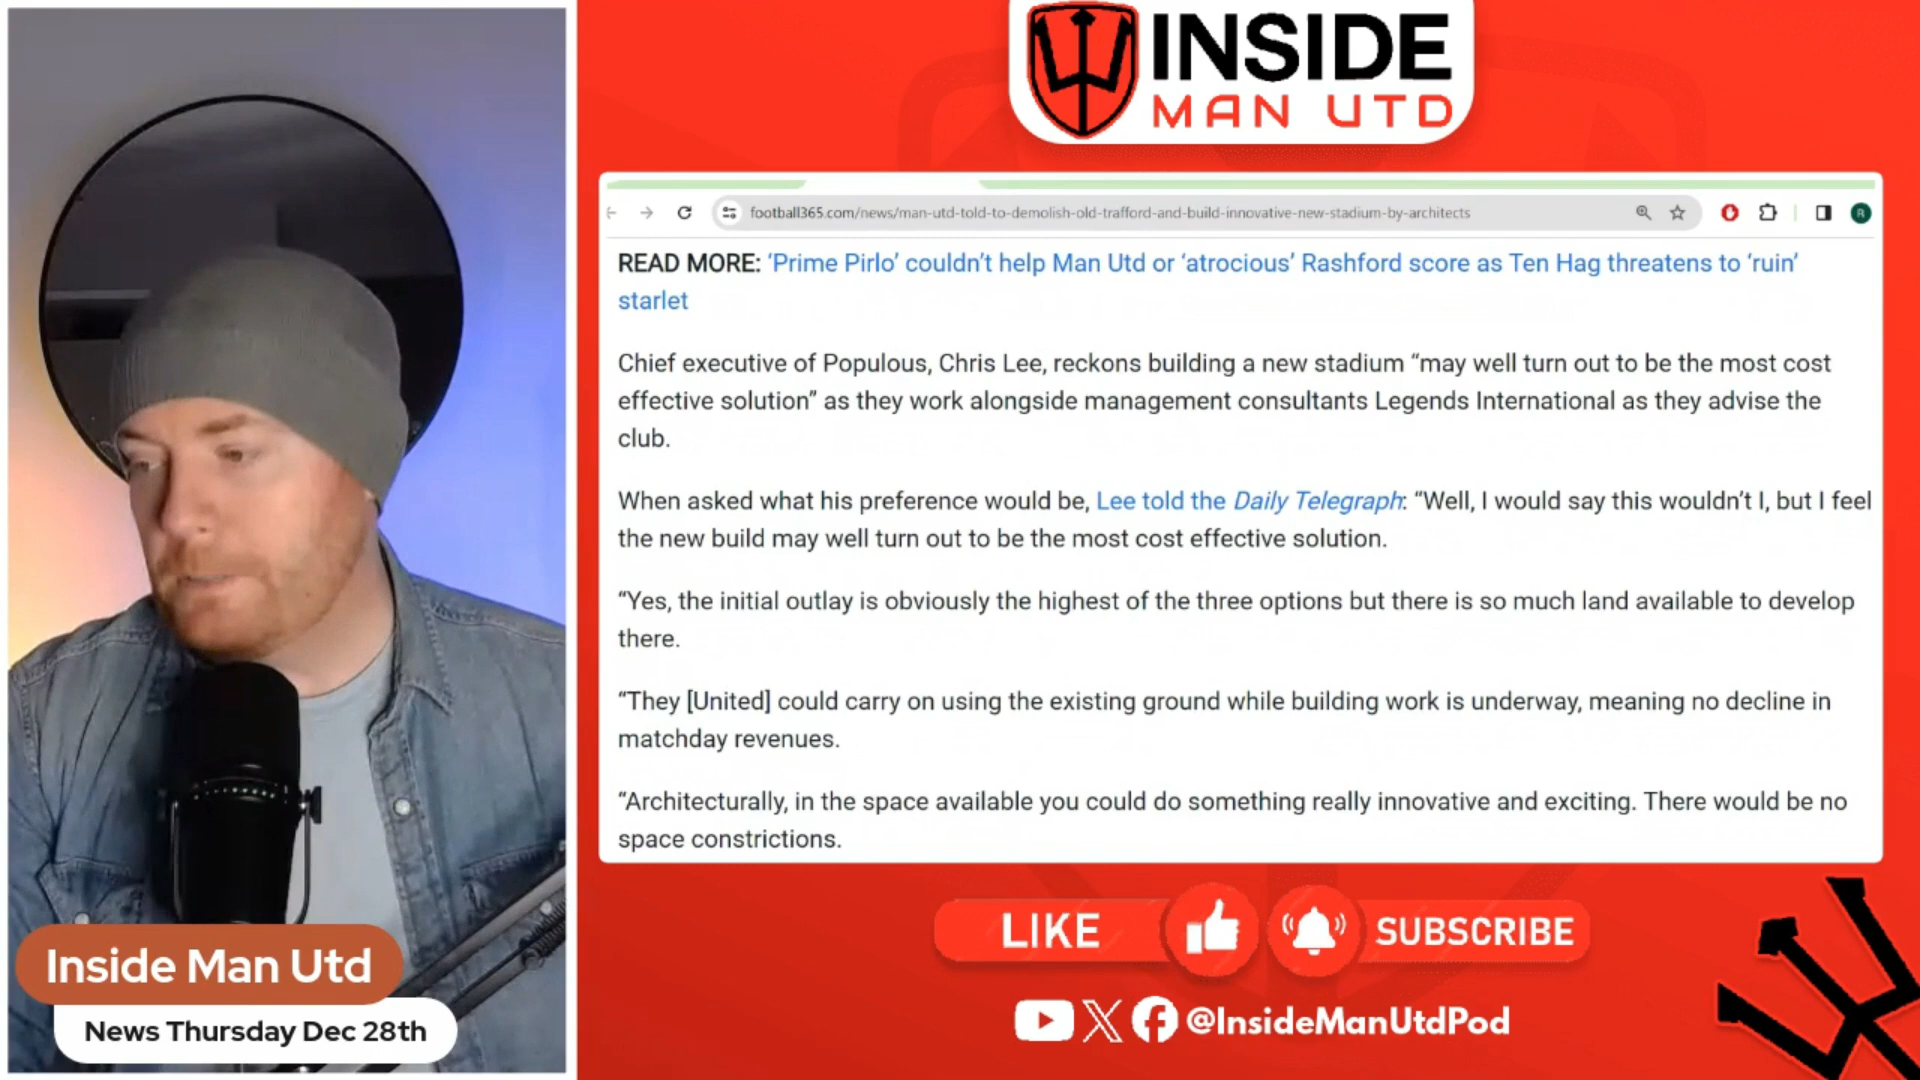 INSIDE
MAN UTD
football365.com/news/man-utd-told-to-demolish-old-trafford-and-build-innovative-new-stadium-by-architects
R
READ MORE: ‘Prime Pirlo’ couldn’t help Man Utd or ‘atrocious’ Rashford score as Ten Hag threatens to ‘ruin’
starlet
Chief executive of Populous, Chris Lee, reckons building a new stadium “may well turn out to be the most cost
effective solution” as they work alongside management consultants Legends International as they advise the
club.
When asked what his preference would be, Lee told the Daily Telegraph: “Well, I would say this wouldn’t I, but I feel
the new build may well turn out to be the most cost effective solution.
“Yes, the initial outlay is obviously the highest of the three options but there is so much land available to develop
there.
“They [United] could carry on using the existing ground while building work is underway, meaning no decline in
matchday revenues.
“Architecturally, in the space available you could do something really innovative and exciting. There would be no
space constrictions.
LIKE SUBSCRIBE
@InsideManUtdPod
Inside Man Utd
News Thursday Dec 28th